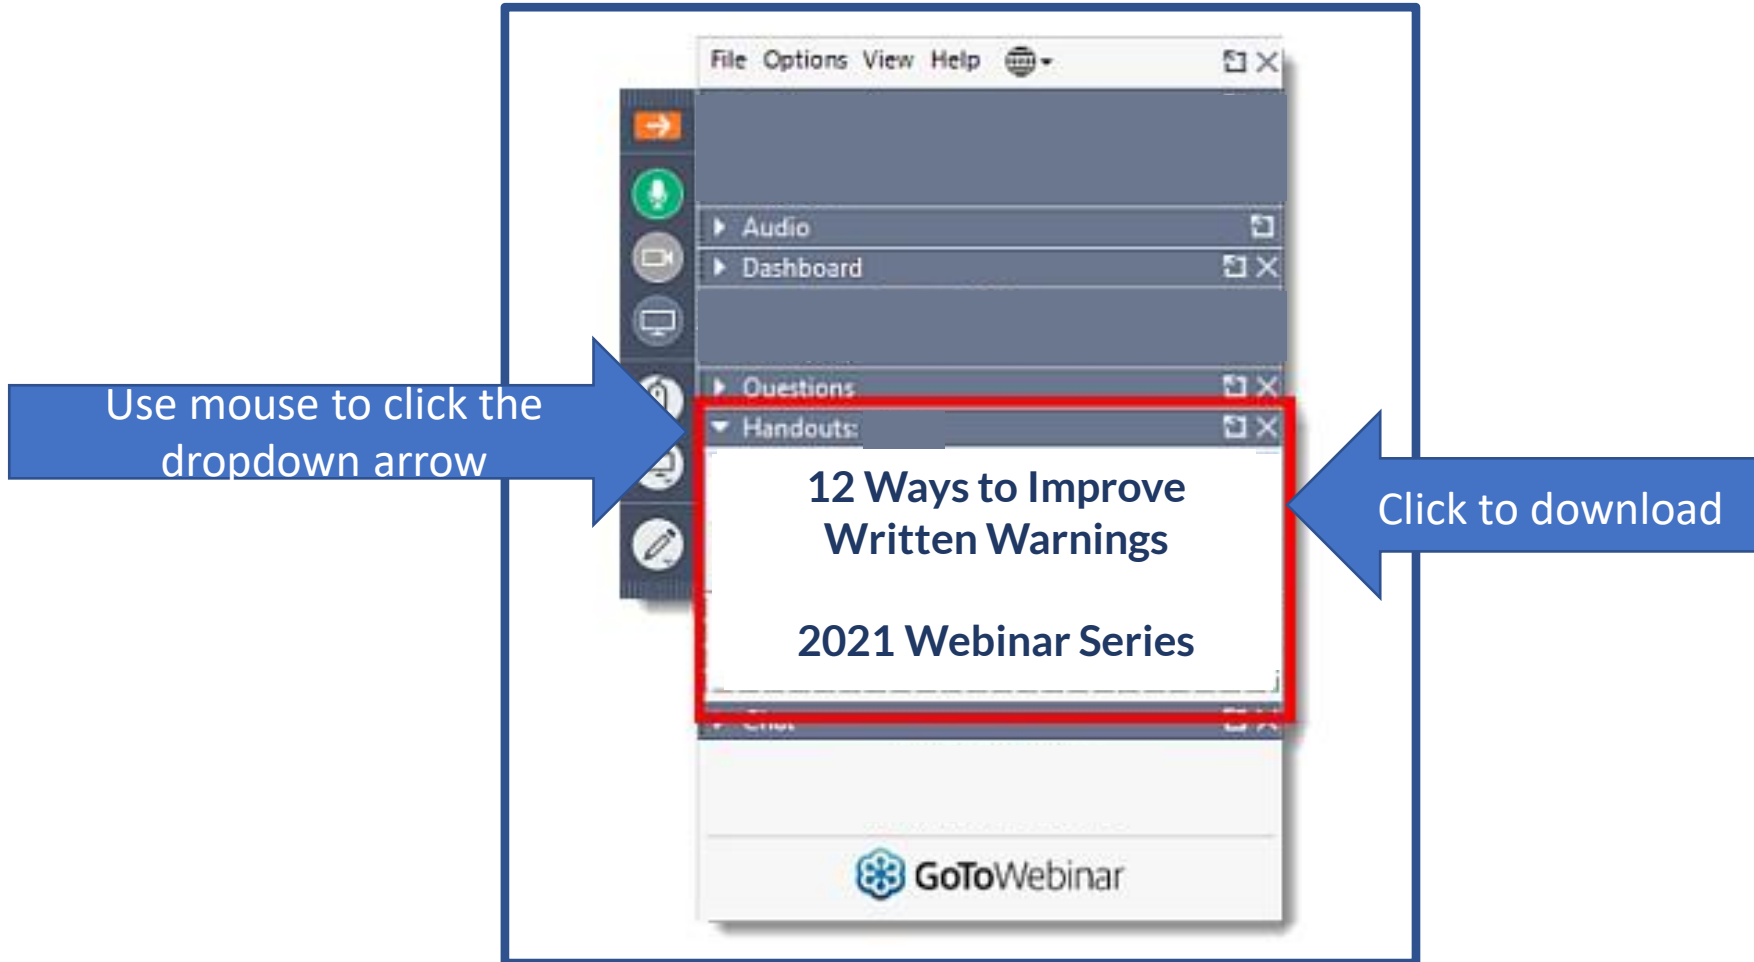 File Options View Help
Audio
Dashboard
Questions
Use mouse to click the
dropdown arrow
Handouts:
12 Ways to Improve
Written Warnings
2021 Webinar Series
Click to download
Chat
GoToWebinar